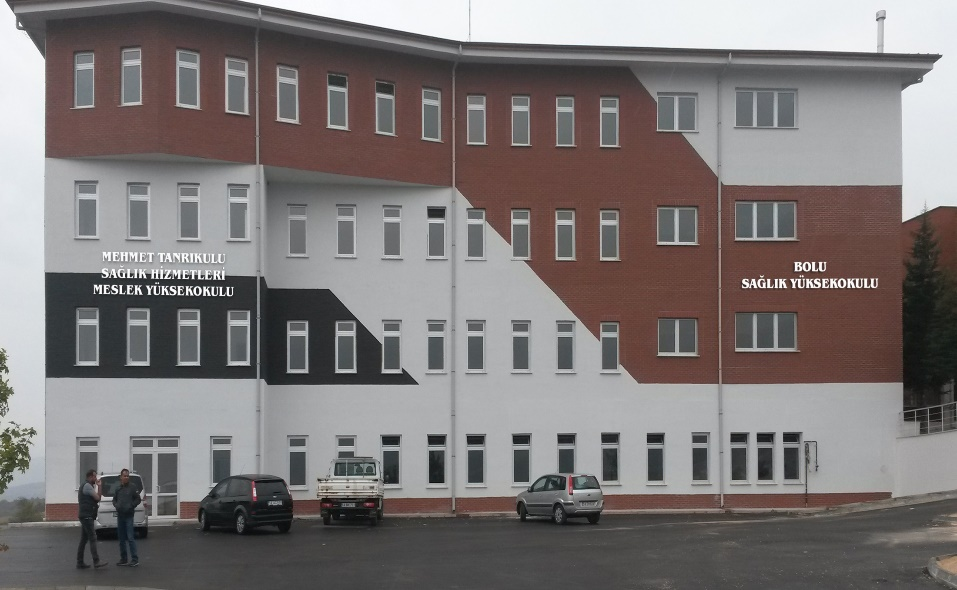 MEHMET TANRIKULU
SAĞLIK HİZMETLERİ
MESLEK YÜKSEKOKULU
BOLU
SAĞLIK YÜKSEKOKULU